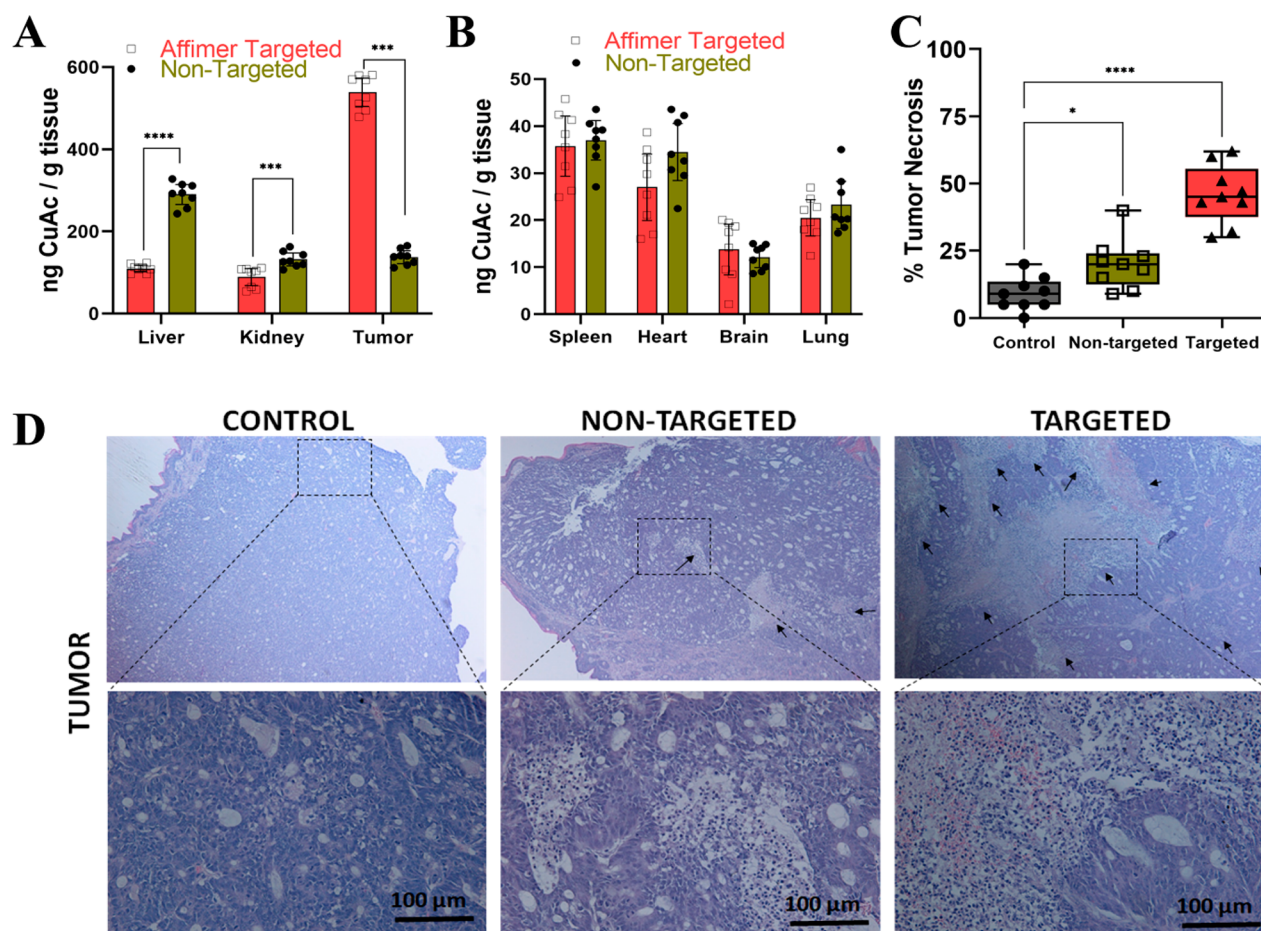 A
Affimer Targeted
Non-Targeted
ng CuAc / g tissue
600
400
200
0
****
***
***
Liver Kidney Tumor
B
Affimer Targeted
Non-Targeted
ng CuAc / g tissue
50
40
30
20
10
0
Spleen Heart Brain Lung
C
% Tumor Necrosis
100
75
50
25
0
****
*
Control Non-targeted Targeted
D
CONTROL NON-TARGETED TARGETED
TUMOR
100 μm 100 μm 100 μm